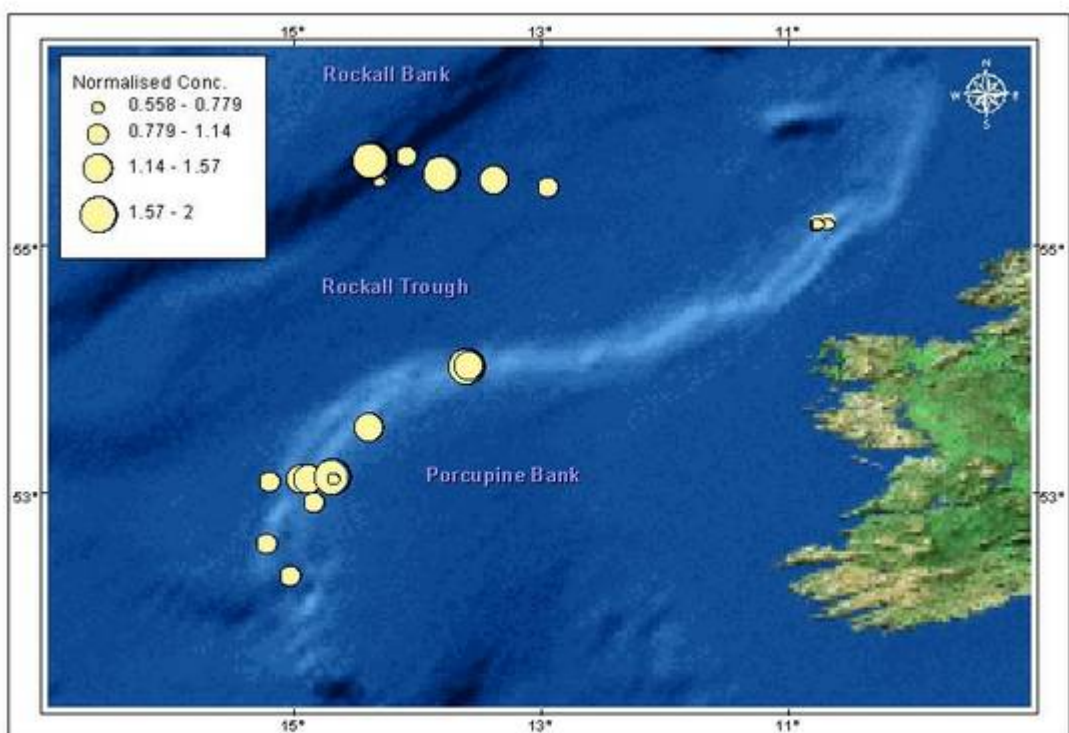 15° 13° 11°
Normalised Conc.
0.558 - 0.779
0.779 - 1.14
1.14 - 1.57
1.57 - 2
Rockall Bank
N
W E
S
55° 55°
Rockall Trough
Porcupine Bank
53° 53°
15° 13° 11°